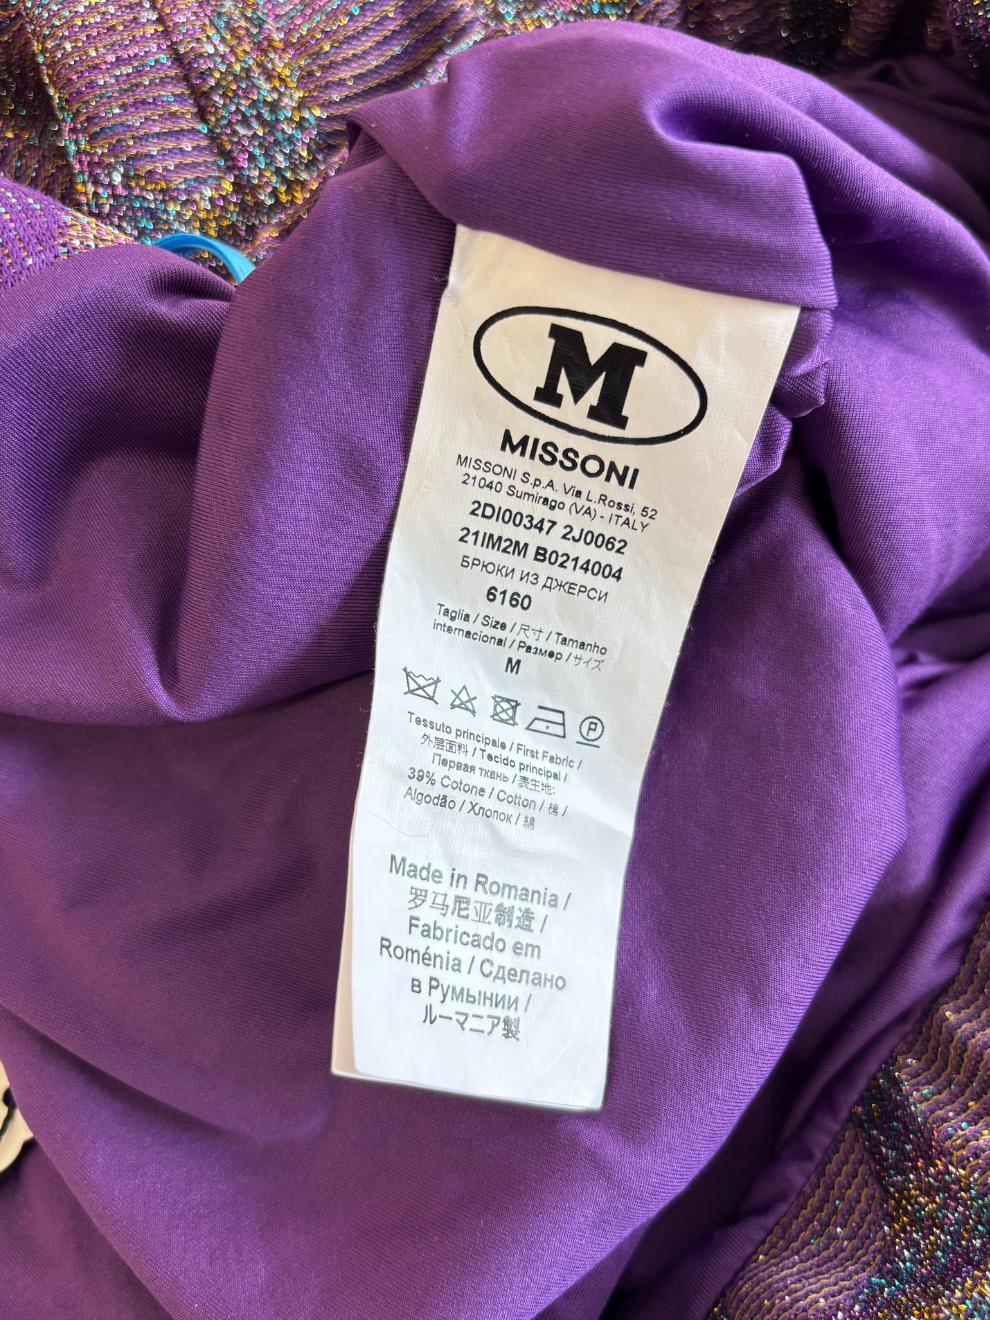 M
MISSONI
MISSONI S.p.A. Via L.Rossi, 52
21040 Sumirago (VA) - ITALY
2DI00347 2J0062
21IM2M B0214004
БРЮКИ ИЗ ДЖЕРСИ
6160
Taglia / Size / 尺寸 / Tamanho
internacional / Размер / サイズ
M
P
Tessuto principale / First Fabric /
外层面料 / Tecido principal /
Первая ткань / 表生地:
39% Cotone / Cotton / 棉 /
Algodão / Хлопок / 綿
Made in Romania /
罗马尼亚制造 /
Fabricado em
Roménia / Сделано
в Румынии /
ルーマニア製